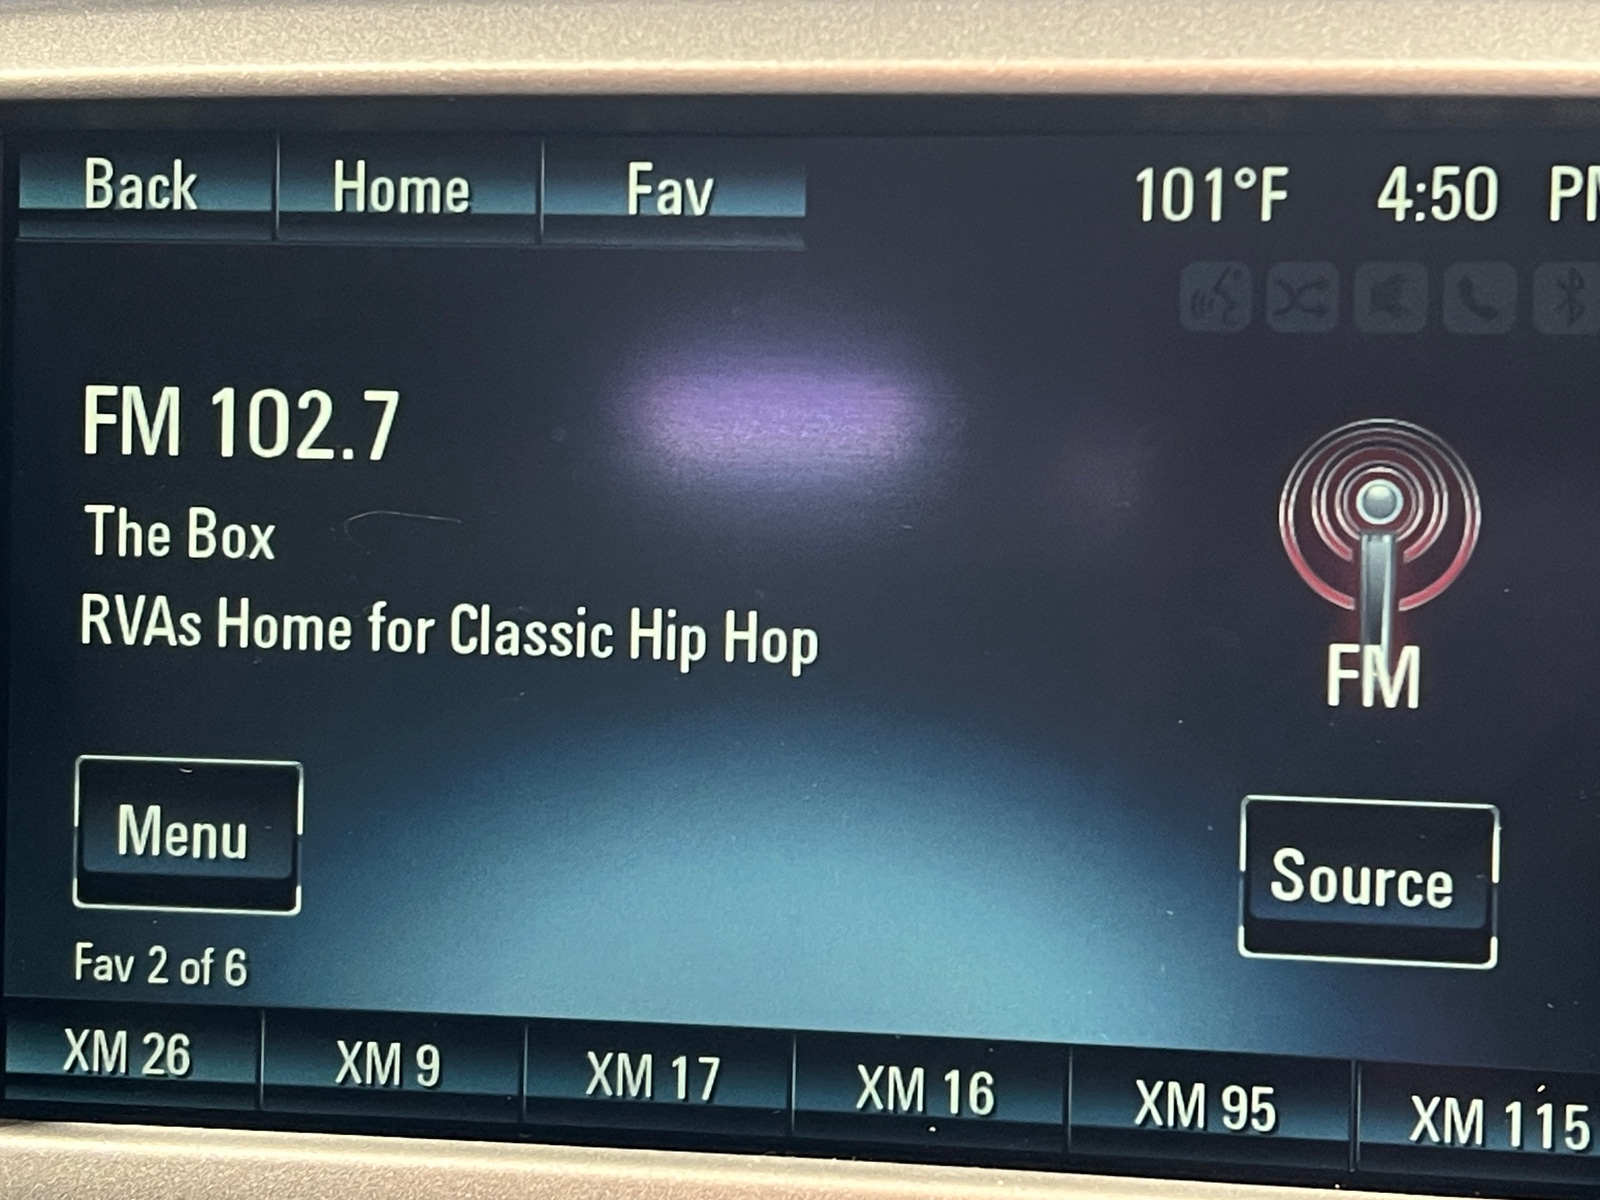 Back Home Fav 101°F 4:50 PM
FM 102.7
The Box
RVAs Home for Classic Hip Hop
FM
Menu
Source
Fav 2 of 6
XM 26 XM 9 XM 17 XM 16 XM 95 XM 115